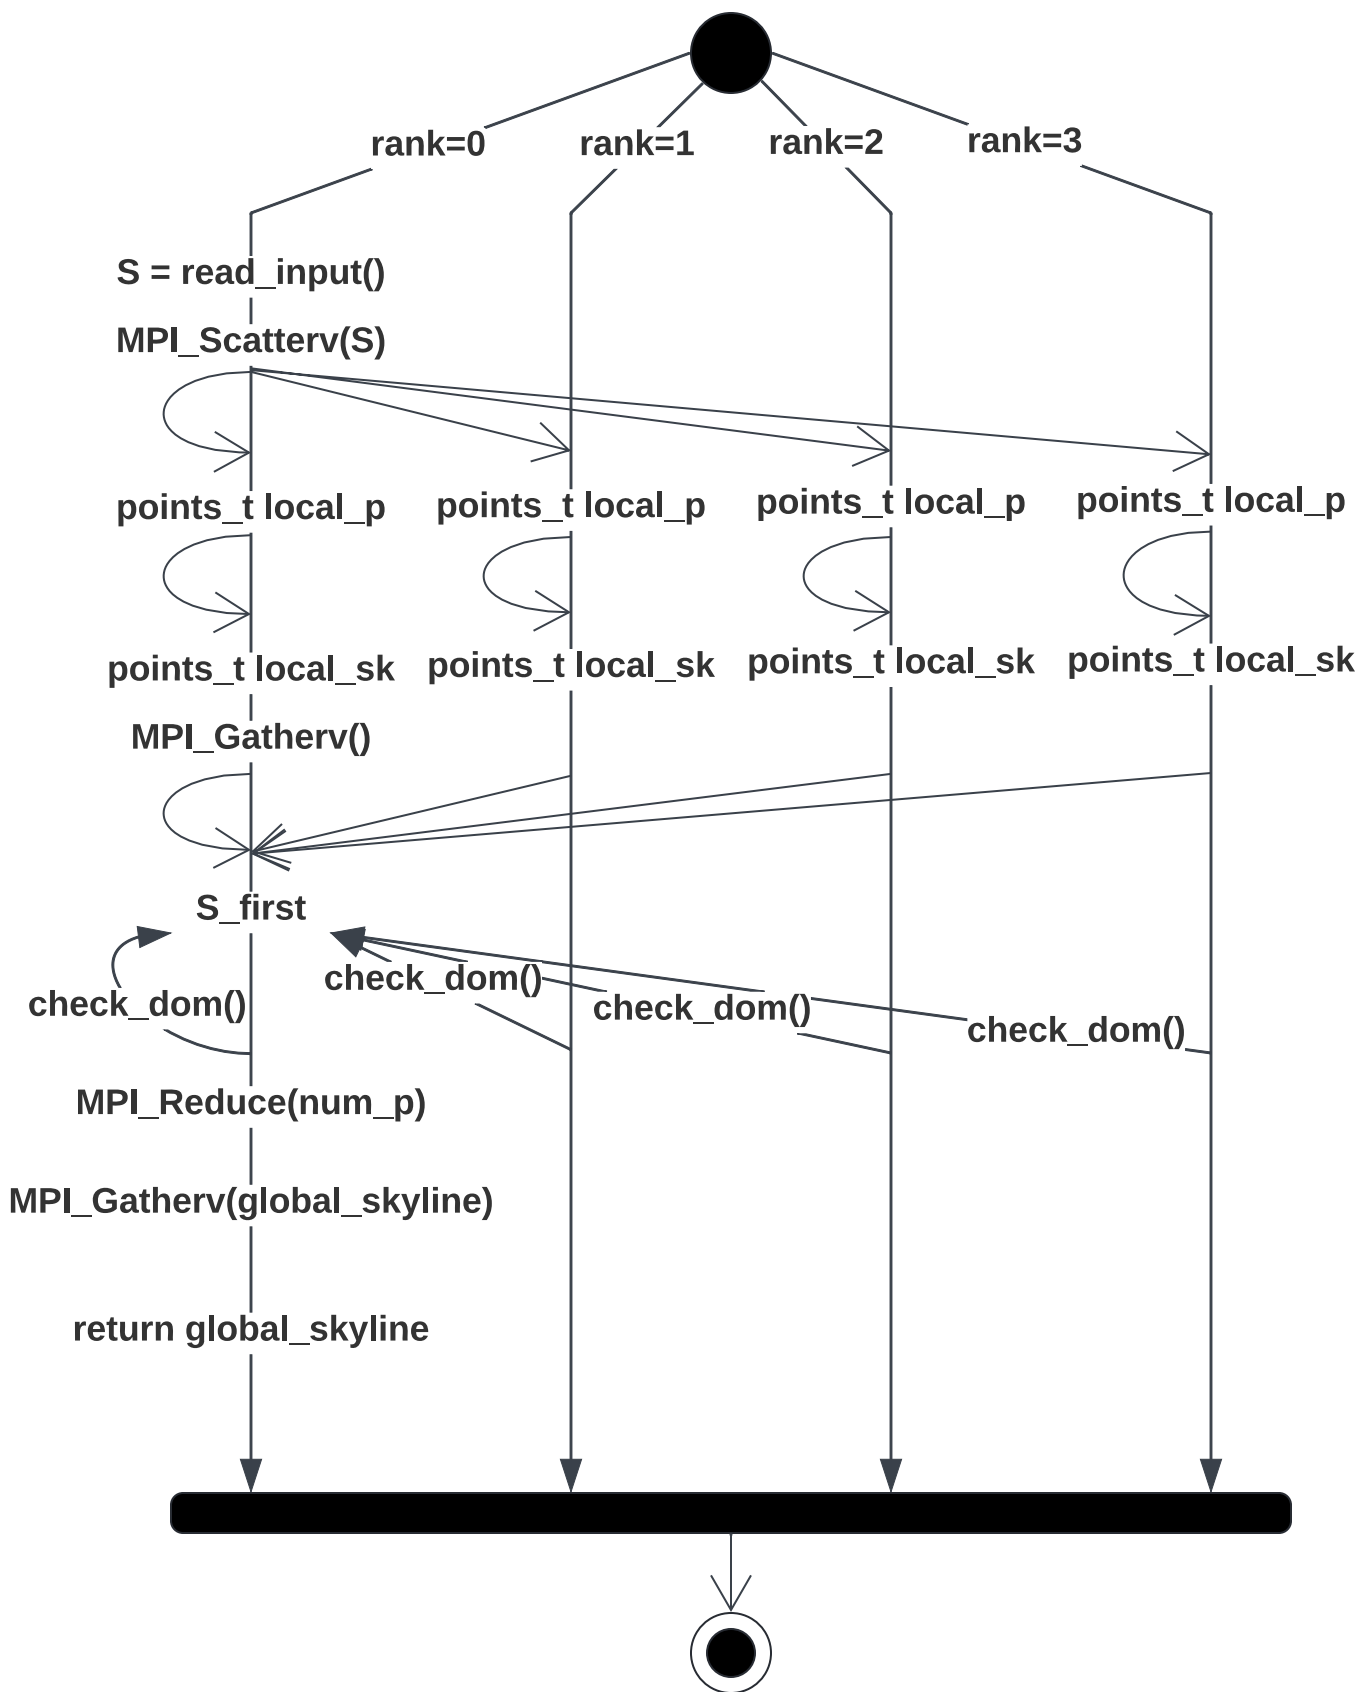 rank=0
rank=1
rank=2
rank=3
S = read_input()
MPI_Scatterv(S)
points_t local_p
points_t local_p
points_t local_p
points_t local_p
points_t local_sk
points_t local_sk
points_t local_sk
points_t local_sk
MPI_Gatherv()
S_first
check_dom()
check_dom()
check_dom()
check_dom()
MPI_Reduce(num_p)
MPI_Gatherv(global_skyline)
return global_skyline